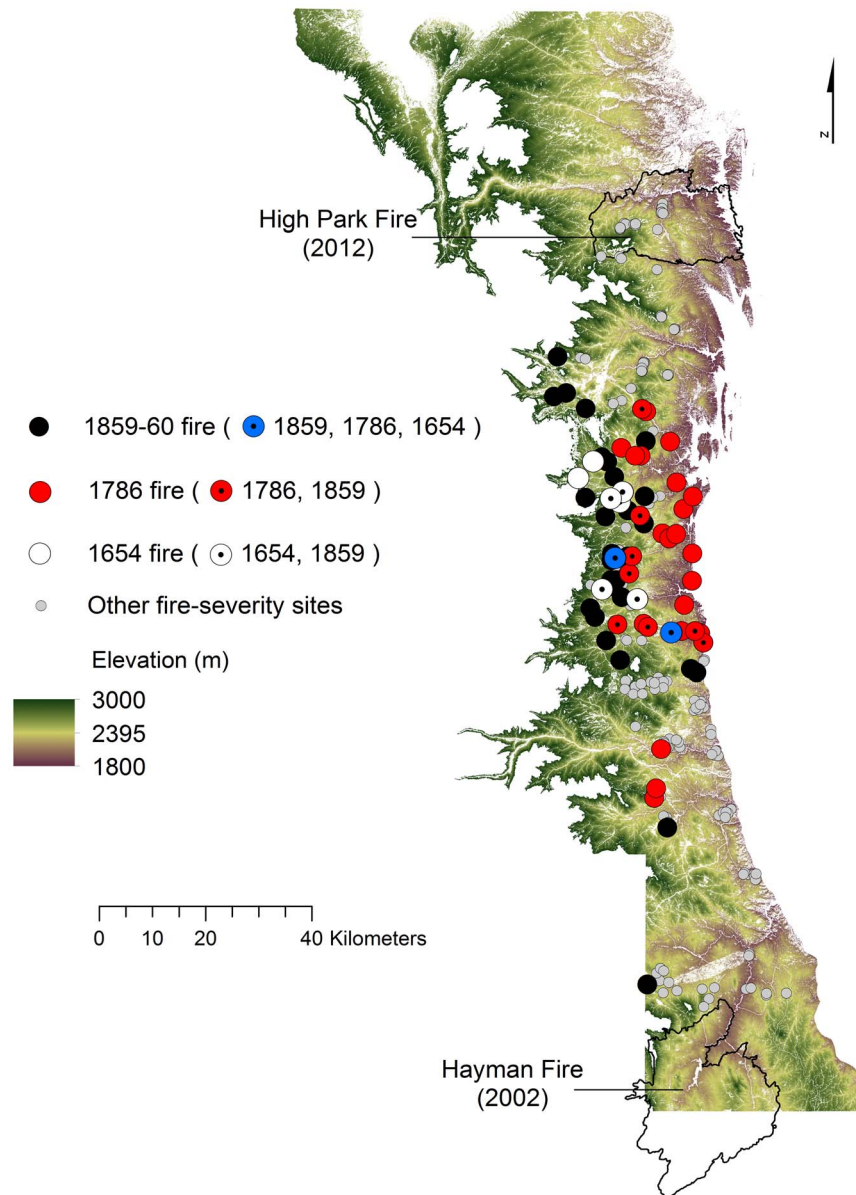 N
High Park Fire
(2012)
1859-60 fire ( 1859, 1786, 1654 )
1786 fire ( 1786, 1859 )
1654 fire ( 1654, 1859 )
Other fire-severity sites
Elevation (m)
3000
2395
1800
0 10 20 40 Kilometers
Hayman Fire
(2002)